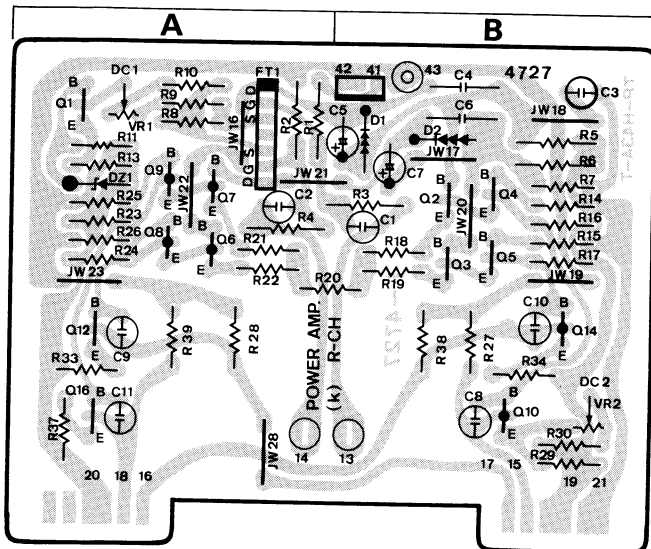 A B
DC1 R10 FT1 42 41 43 C4 4727
C3
B Q1 E
R9
R8
VR1
JW16
D G S S G D
R2
R1
C5
D1
C6
JW18
R11
R13
DZ1
R25
R23
R26
R24
JW23
Q9
E
JW22
B
Q7
E
B
Q8
E
B
Q6
E
JW21
C2
R4
R21
R22
D2
JW17
C7
R3
C1
R18
R19
R20
B
Q2
E
JW20
B
Q4
E
B
Q3
E
B
Q5
E
R5
R6
R7
R14
R16
R15
R17
JW19
TP-H43A-T
B
Q12
E
C9
R39
R28
R33
Q16
B
E
C11
R37
20 18 16
JW28
POWER AMP.
(k) R-CH
-4727
14 13
R38
R27
C10
B
Q14
E
R34
C8
B
Q10
E
DC2
VR2
R30
R29
17 15 19 21